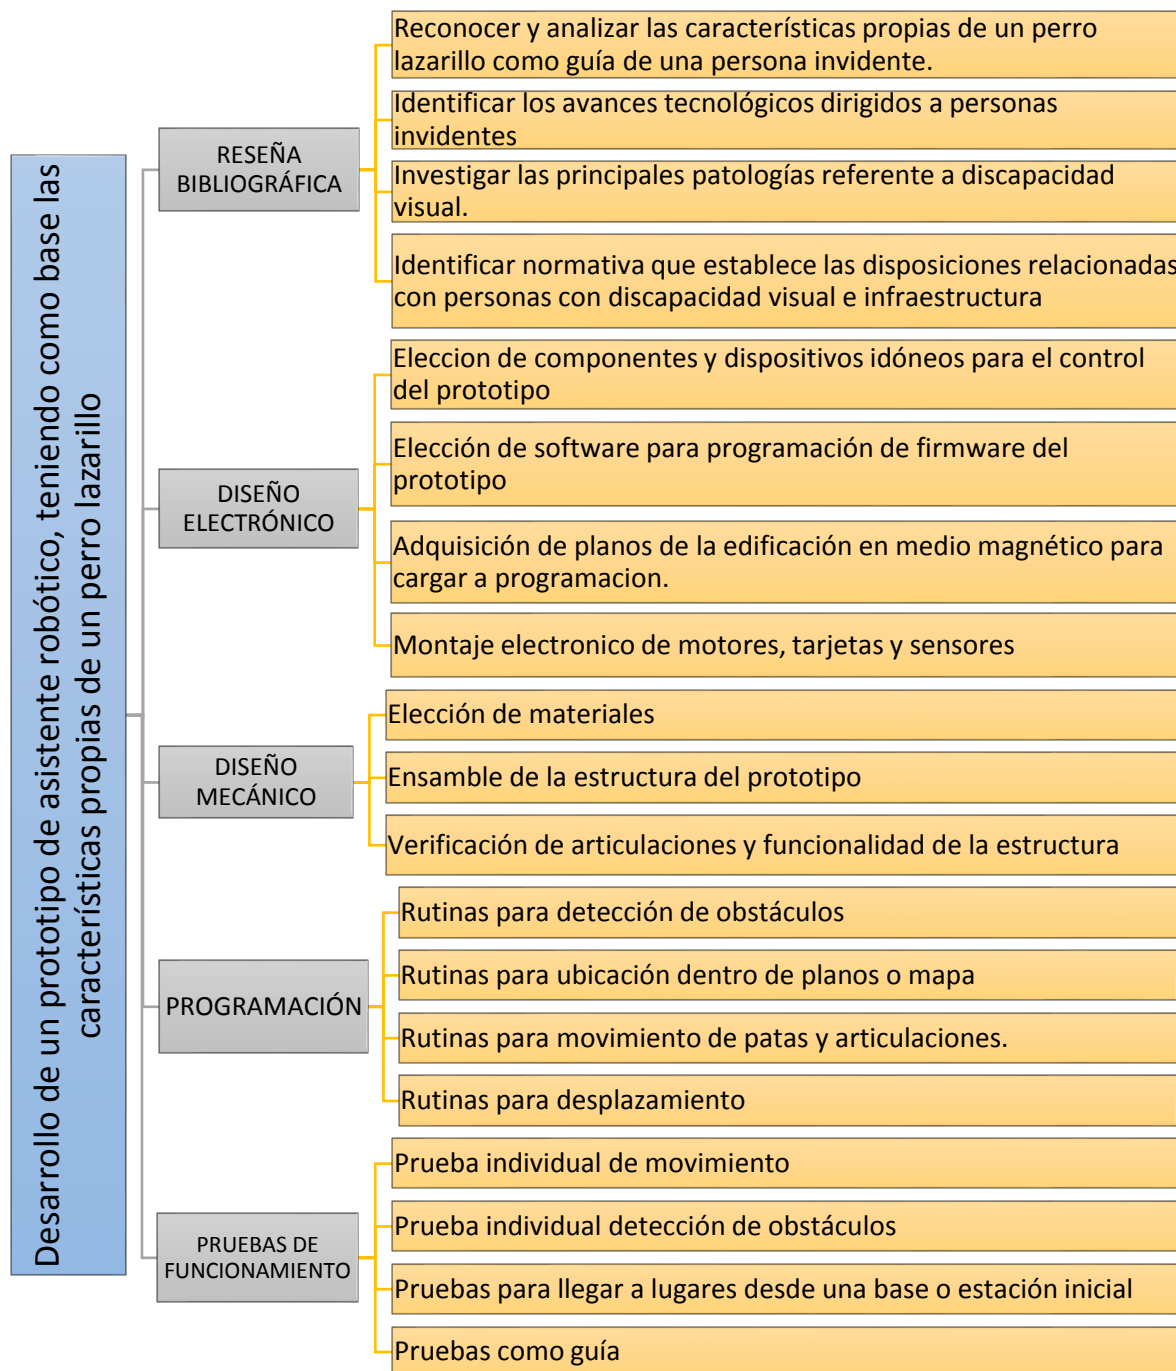 Desarrollo de un prototipo de asistente robótico, teniendo como base las
características propias de un perro lazarillo
RESEÑA
BIBLIOGRÁFICA
Reconocer y analizar las características propias de un perro
lazarillo como guía de una persona invidente.
Identificar los avances tecnológicos dirigidos a personas
invidentes
Investigar las principales patologías referente a discapacidad
visual.
Identificar normativa que establece las disposiciones relacionadas
con personas con discapacidad visual e infraestructura
DISEÑO
ELECTRÓNICO
Eleccion de componentes y dispositivos idóneos para el control
del prototipo
Elección de software para programación de firmware del
prototipo
Adquisición de planos de la edificación en medio magnético para
cargar a programacion.
Montaje electronico de motores, tarjetas y sensores
DISEÑO
MECÁNICO
Elección de materiales
Ensamble de la estructura del prototipo
Verificación de articulaciones y funcionalidad de la estructura
PROGRAMACIÓN
Rutinas para detección de obstáculos
Rutinas para ubicación dentro de planos o mapa
Rutinas para movimiento de patas y articulaciones.
Rutinas para desplazamiento
PRUEBAS DE
FUNCIONAMIENTO
Prueba individual de movimiento
Prueba individual detección de obstáculos
Pruebas para llegar a lugares desde una base o estación inicial
Pruebas como guía